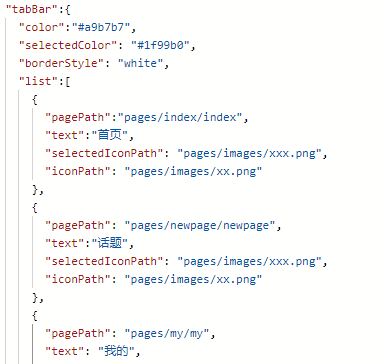 "tabBar":{
"color":"#a9b7b7",
"selectedColor": "#1f99b0",
"borderStyle": "white",
"list":[
{
"pagePath":"pages/index/index",
"text":"首页",
"selectedIconPath": "pages/images/xxx.png",
"iconPath": "pages/images/xx.png"
},
{
"pagePath": "pages/newpage/newpage",
"text":"话题",
"selectedIconPath": "pages/images/xxx.png",
"iconPath": "pages/images/xx.png"
},
{
"pagePath": "pages/my/my",
"text": "我的",